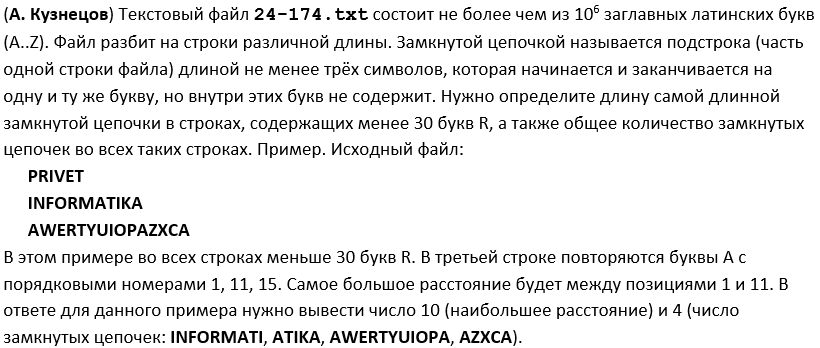 (А. Кузнецов) Текстовый файл 24-174.txt состоит не более чем из 10⁶ заглавных латинских букв
(A..Z). Файл разбит на строки различной длины. Замкнутой цепочкой называется подстрока (часть
одной строки файла) длиной не менее трёх символов, которая начинается и заканчивается на
одну и ту же букву, но внутри этих букв не содержит. Нужно определите длину самой длинной
замкнутой цепочки в строках, содержащих менее 30 букв R, а также общее количество замкнутых
цепочек во всех таких строках. Пример. Исходный файл:
PRIVET
INFORMATIKA
AWERTYUIOPAZXCA
В этом примере во всех строках меньше 30 букв R. В третьей строке повторяются буквы A с
порядковыми номерами 1, 11, 15. Самое большое расстояние будет между позициями 1 и 11. В
ответе для данного примера нужно вывести число 10 (наибольшее расстояние) и 4 (число
замкнутых цепочек: INFORMATI, ATIKA, AWERTYUIOPA, AZXCA).